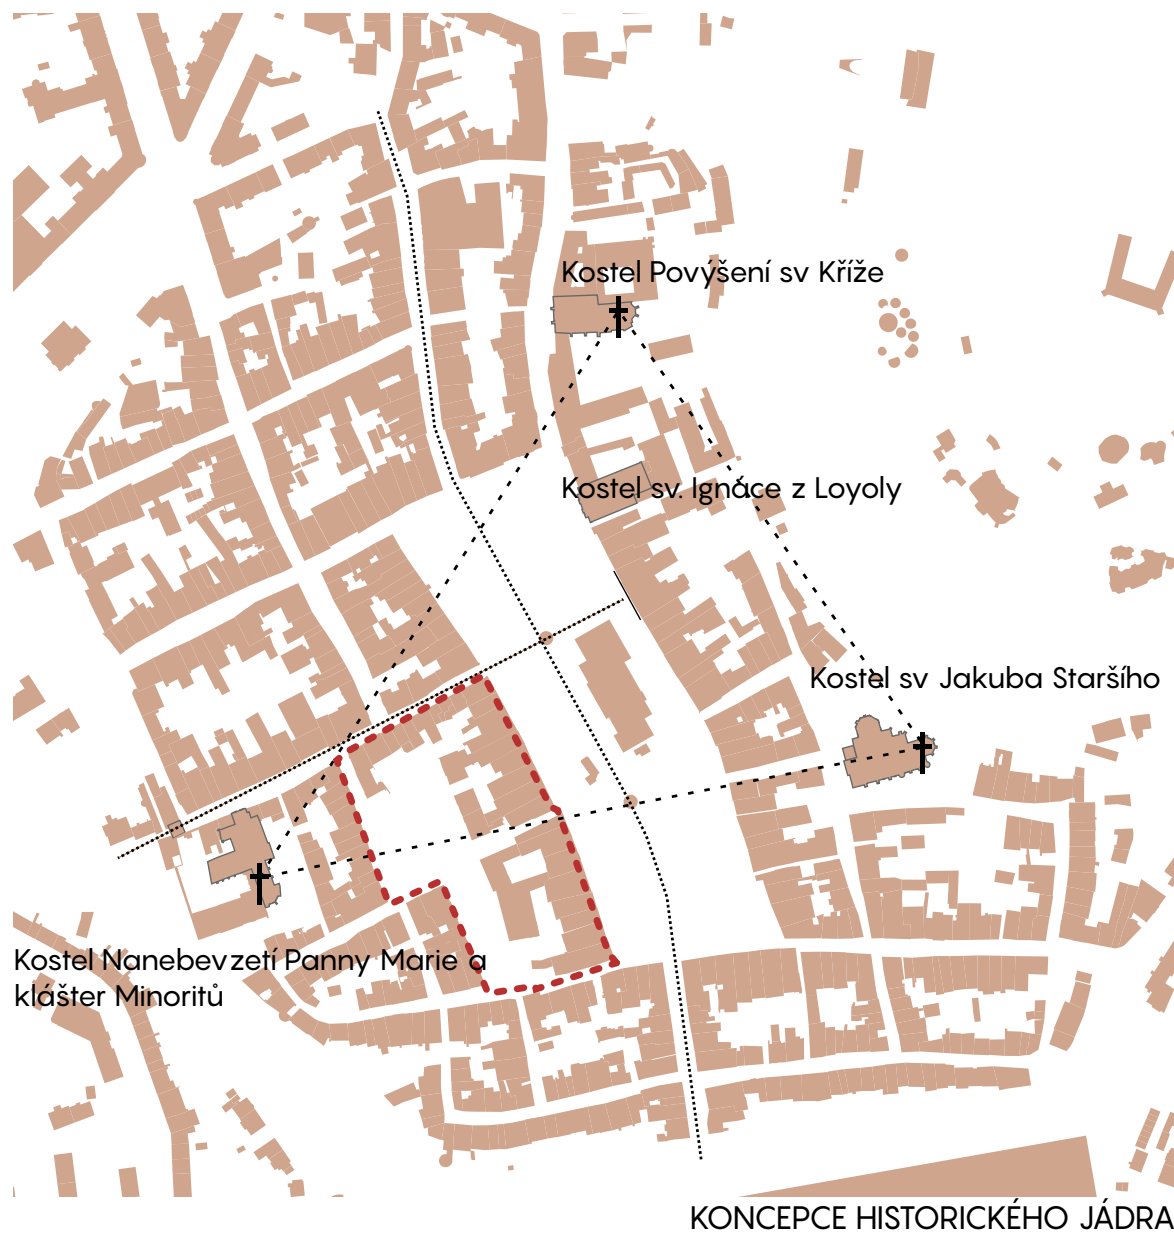 Kostel Povýšení sv Kříže
Kostel sv. Ignáce z Loyoly
Kostel sv Jakuba Staršího
Kostel Nanebevzetí Panny Marie a
klášter Minoritů
KONCEPCE HISTORICKÉHO JÁDRA